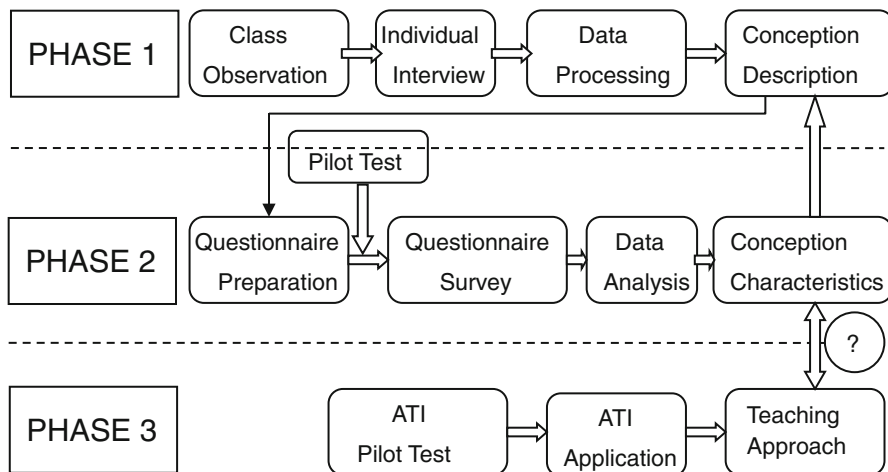 PHASE 1
Class
Observation
Individual
Interview
Data
Processing
Conception
Description
Pilot Test
PHASE 2
Questionnaire
Preparation
Questionnaire
Survey
Data
Analysis
Conception
Characteristics
?
PHASE 3
ATI
Pilot Test
ATI
Application
Teaching
Approach